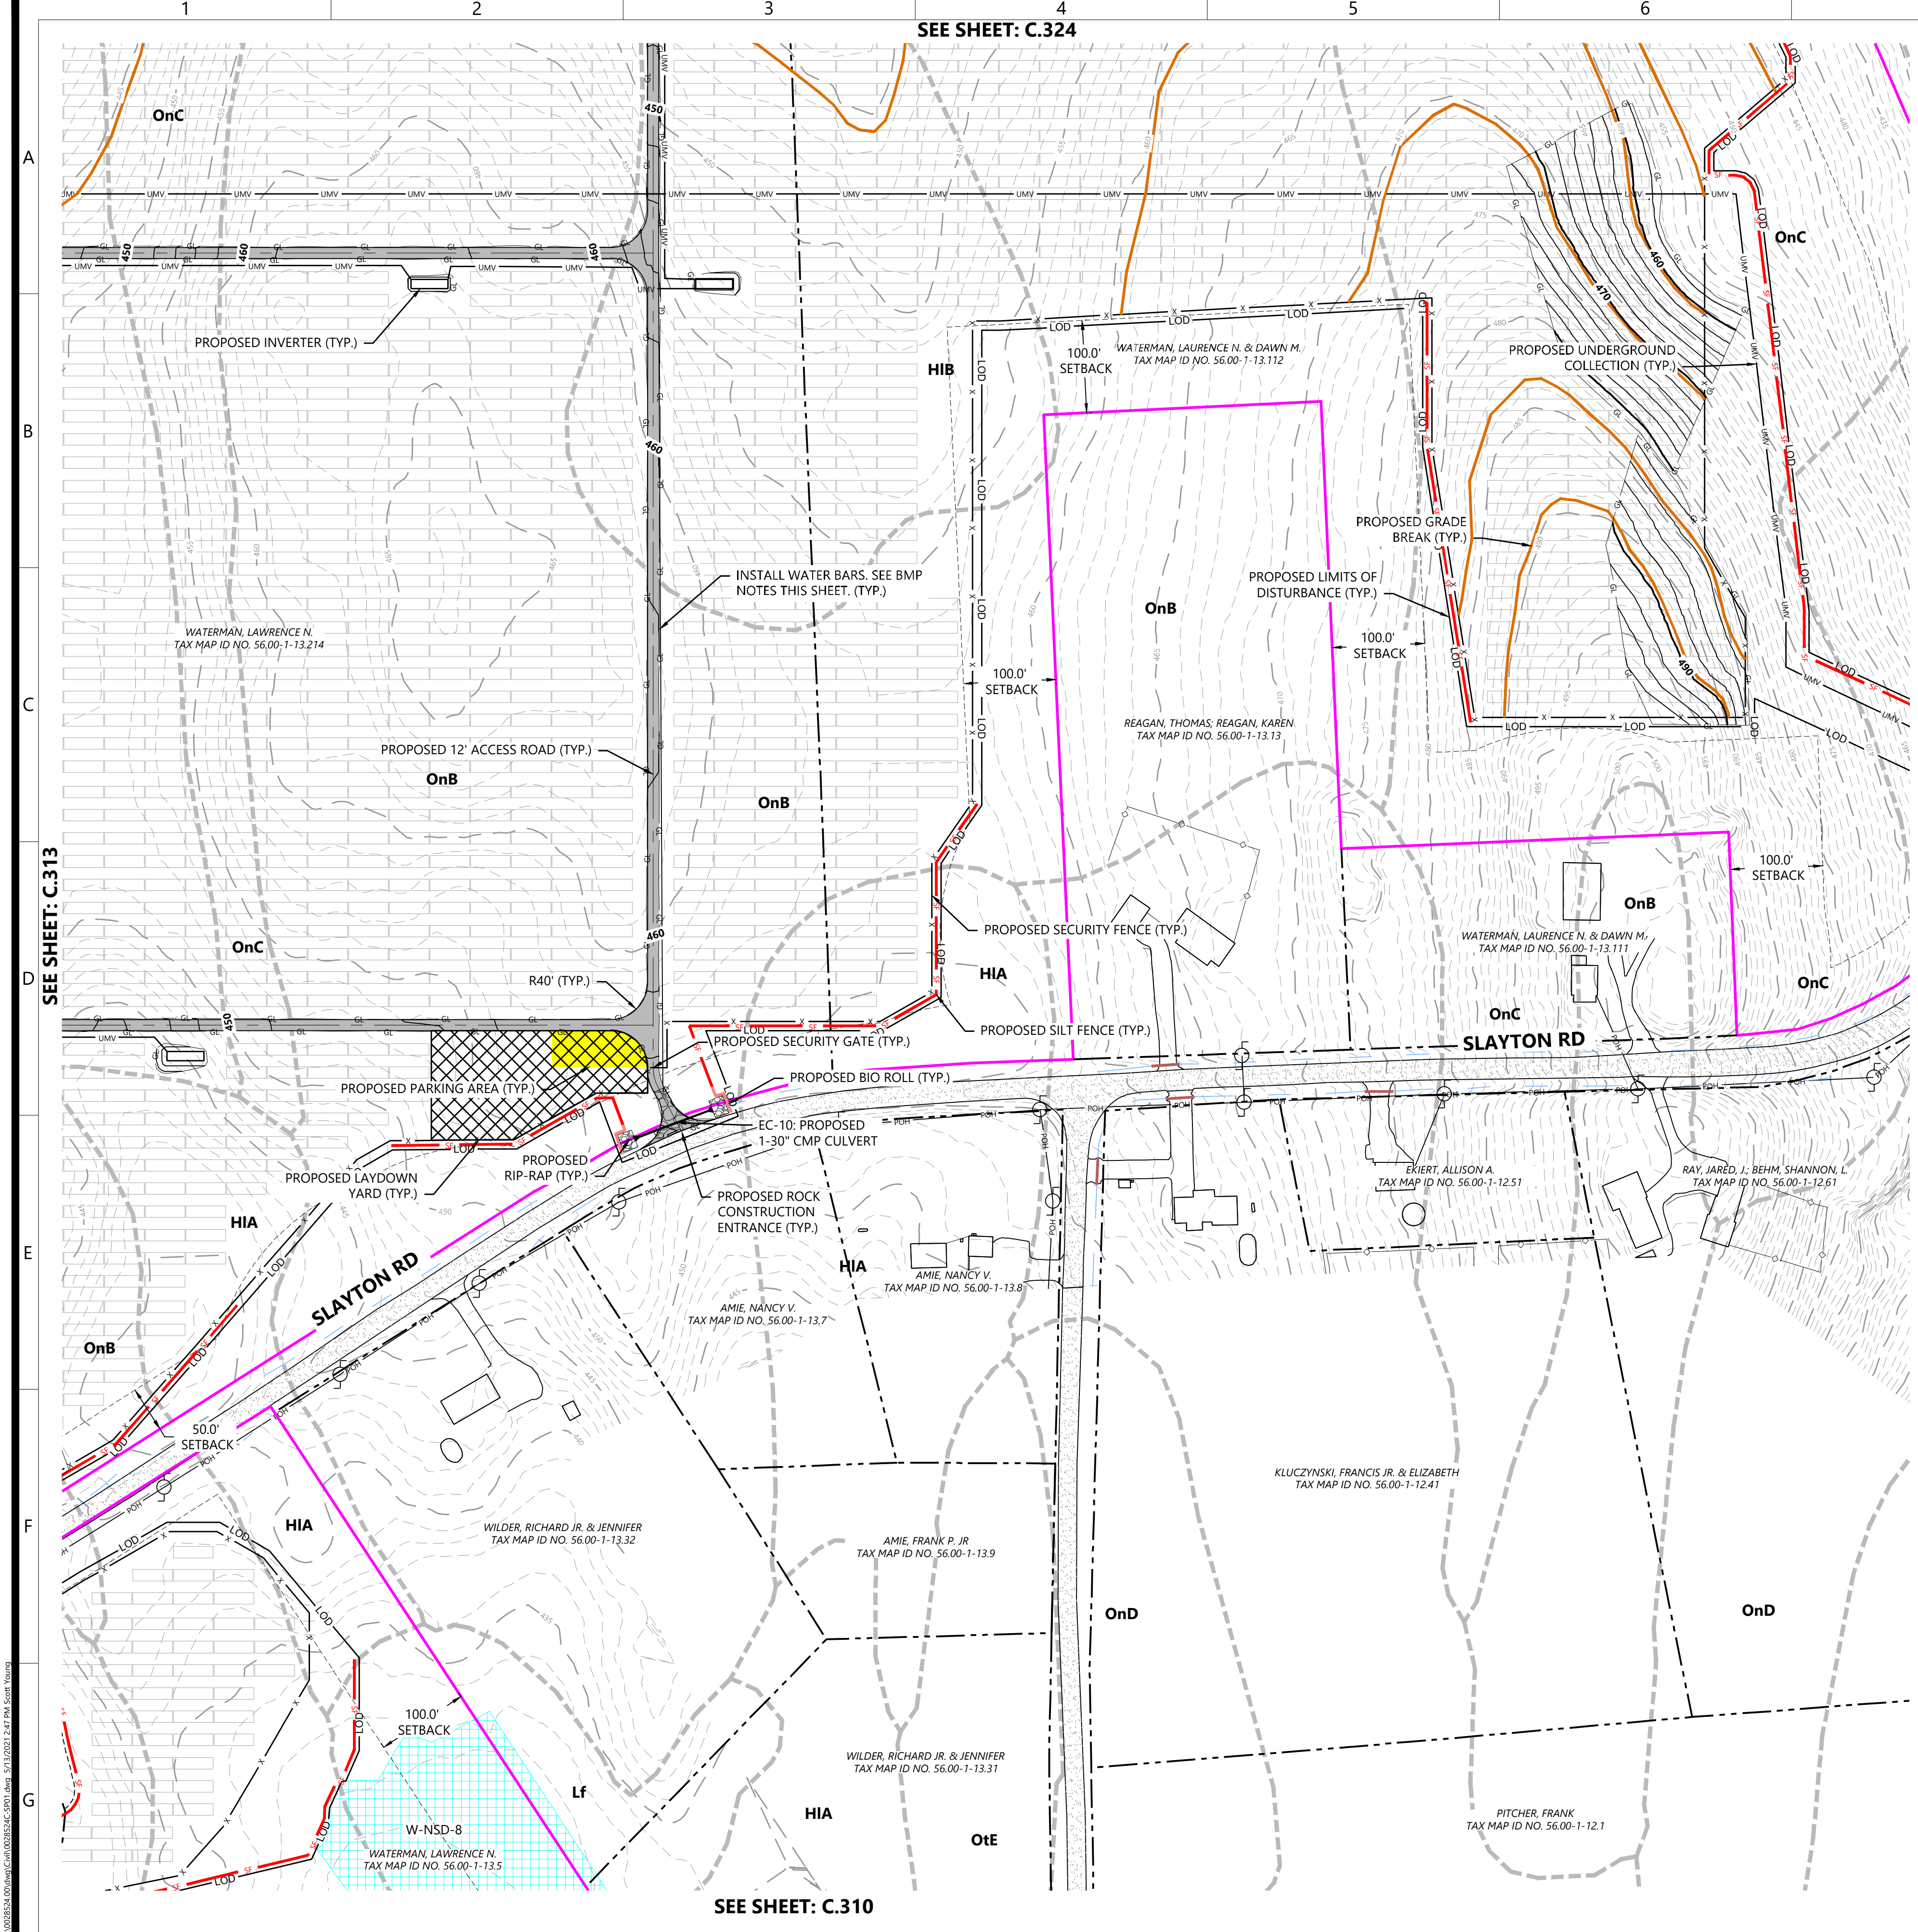 1 2 3 4 5 6
SEE SHEET: C.324
A
B
C
D
E
F
G
SEE SHEET: C.313
OnC
450
UMV
460
PROPOSED INVERTER (TYP.)
HIB
100.0'
SETBACK
WATERMAN, LAURENCE N. & DAWN M.
TAX MAP ID NO. 56.00-1-13.112
OnC
460
470
PROPOSED UNDERGROUND
COLLECTION (TYP.)
460
PROPOSED GRADE
BREAK (TYP.)
INSTALL WATER BARS. SEE BMP
NOTES THIS SHEET. (TYP.)
PROPOSED LIMITS OF
DISTURBANCE (TYP.)
OnB
WATERMAN, LAWRENCE N.
TAX MAP ID NO. 56.00-1-13.214
100.0'
SETBACK
100.0'
SETBACK
490
REAGAN, THOMAS; REAGAN, KAREN
TAX MAP ID NO. 56.00-1-13.13
PROPOSED 12' ACCESS ROAD (TYP.)
OnB
OnB
100.0'
SETBACK
OnB
460
PROPOSED SECURITY FENCE (TYP.)
WATERMAN, LAURENCE N. & DAWN M.
TAX MAP ID NO. 56.00-1-13.111
OnC
HIA
R40' (TYP.)
OnC
OnC
450
PROPOSED SILT FENCE (TYP.)
SLAYTON RD
PROPOSED SECURITY GATE (TYP.)
PROPOSED PARKING AREA (TYP.)
PROPOSED BIO ROLL (TYP.)
EC-10: PROPOSED
1-30" CMP CULVERT
PROPOSED
RIP-RAP (TYP.)
PROPOSED LAYDOWN
YARD (TYP.)
PROPOSED ROCK
CONSTRUCTION
ENTRANCE (TYP.)
EKIERT, ALLISON A.
TAX MAP ID NO. 56.00-1-12.51
RAY, JARED, J.; BEHM, SHANNON, L.
TAX MAP ID NO. 56.00-1-12.61
HIA
SLAYTON RD
HIA
AMIE, NANCY V.
TAX MAP ID NO. 56.00-1-13.8
AMIE, NANCY V.
TAX MAP ID NO. 56.00-1-13.7
OnB
50.0'
SETBACK
KLUCZYNSKI, FRANCIS JR. & ELIZABETH
TAX MAP ID NO. 56.00-1-12.41
HIA
WILDER, RICHARD JR. & JENNIFER
TAX MAP ID NO. 56.00-1-13.32
AMIE, FRANK P. JR
TAX MAP ID NO. 56.00-1-13.9
OnD
OnD
100.0'
SETBACK
WILDER, RICHARD JR. & JENNIFER
TAX MAP ID NO. 56.00-1-13.31
Lf
HIA
OtE
W-NSD-8
WATERMAN, LAWRENCE N.
TAX MAP ID NO. 56.00-1-13.5
PITCHER, FRANK
TAX MAP ID NO. 56.00-1-12.1
SEE SHEET: C.310